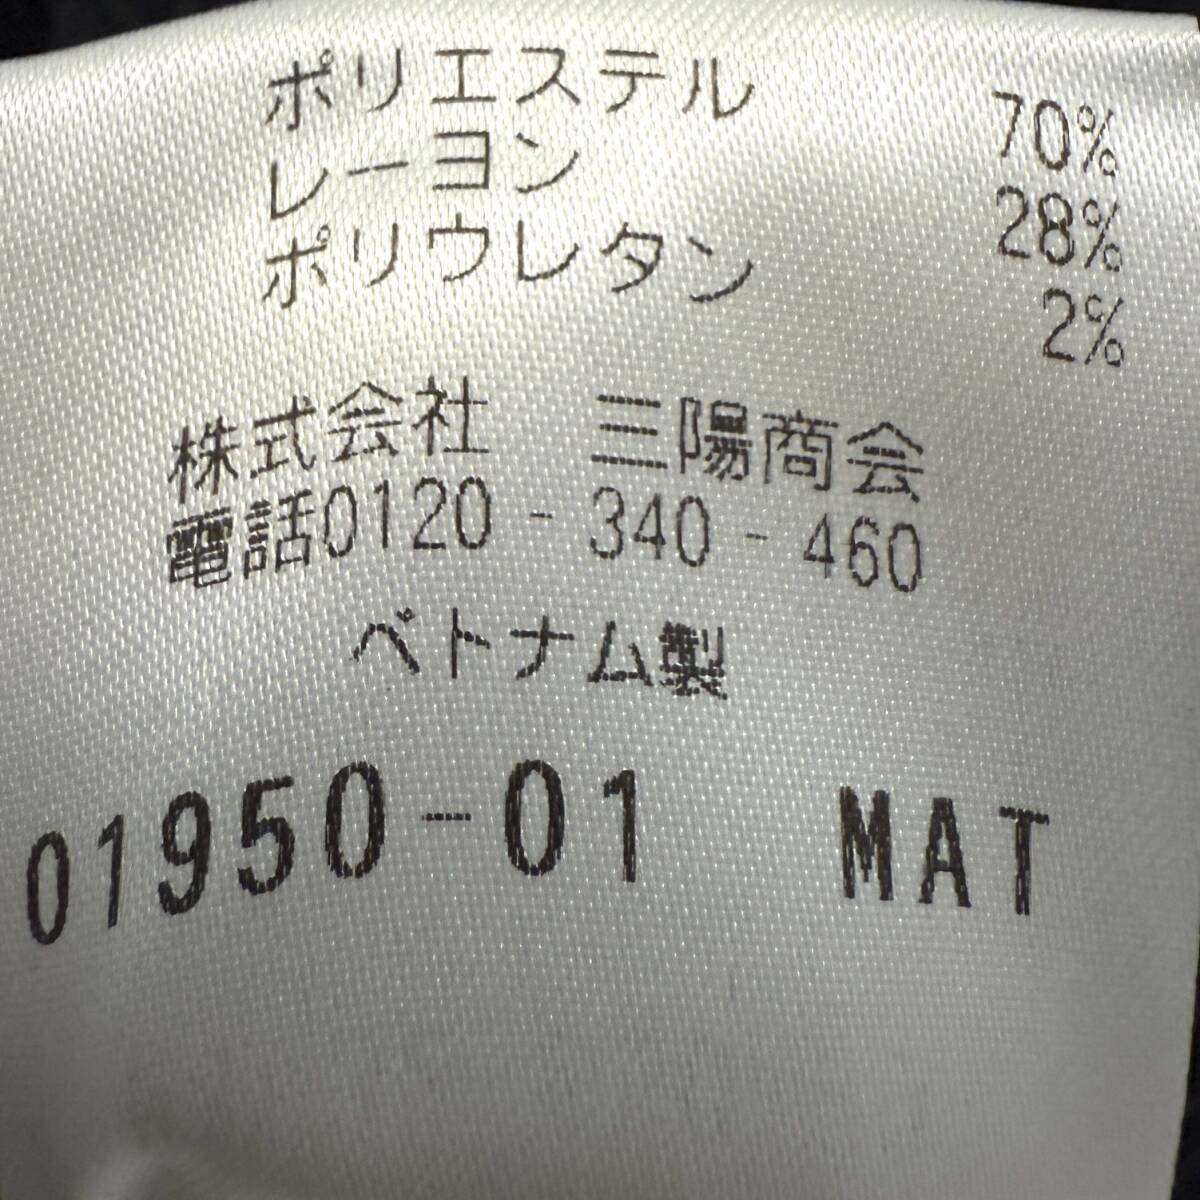 ポリエステル 70%
レーヨン 28%
ポリウレタン 2%
株式会社 三陽商会
電話0120-340-460
ベトナム製
01950-01 MAT